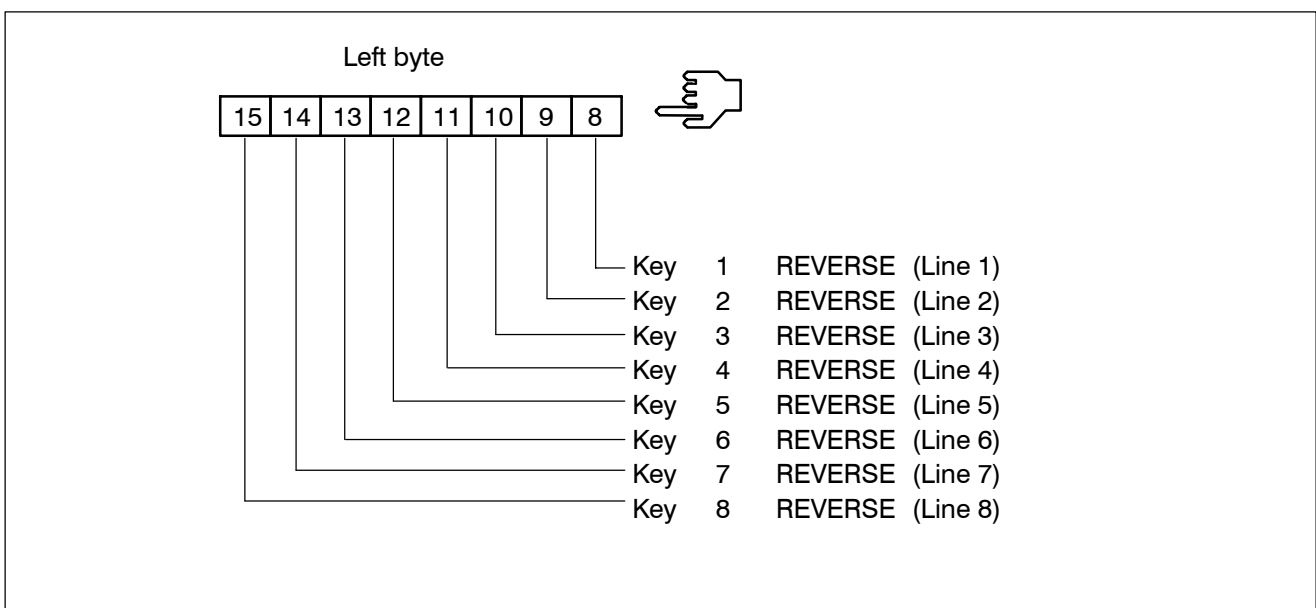 Left byte
15 14 13 12 11 10 9 8
Key 1 REVERSE (Line 1)
Key 2 REVERSE (Line 2)
Key 3 REVERSE (Line 3)
Key 4 REVERSE (Line 4)
Key 5 REVERSE (Line 5)
Key 6 REVERSE (Line 6)
Key 7 REVERSE (Line 7)
Key 8 REVERSE (Line 8)